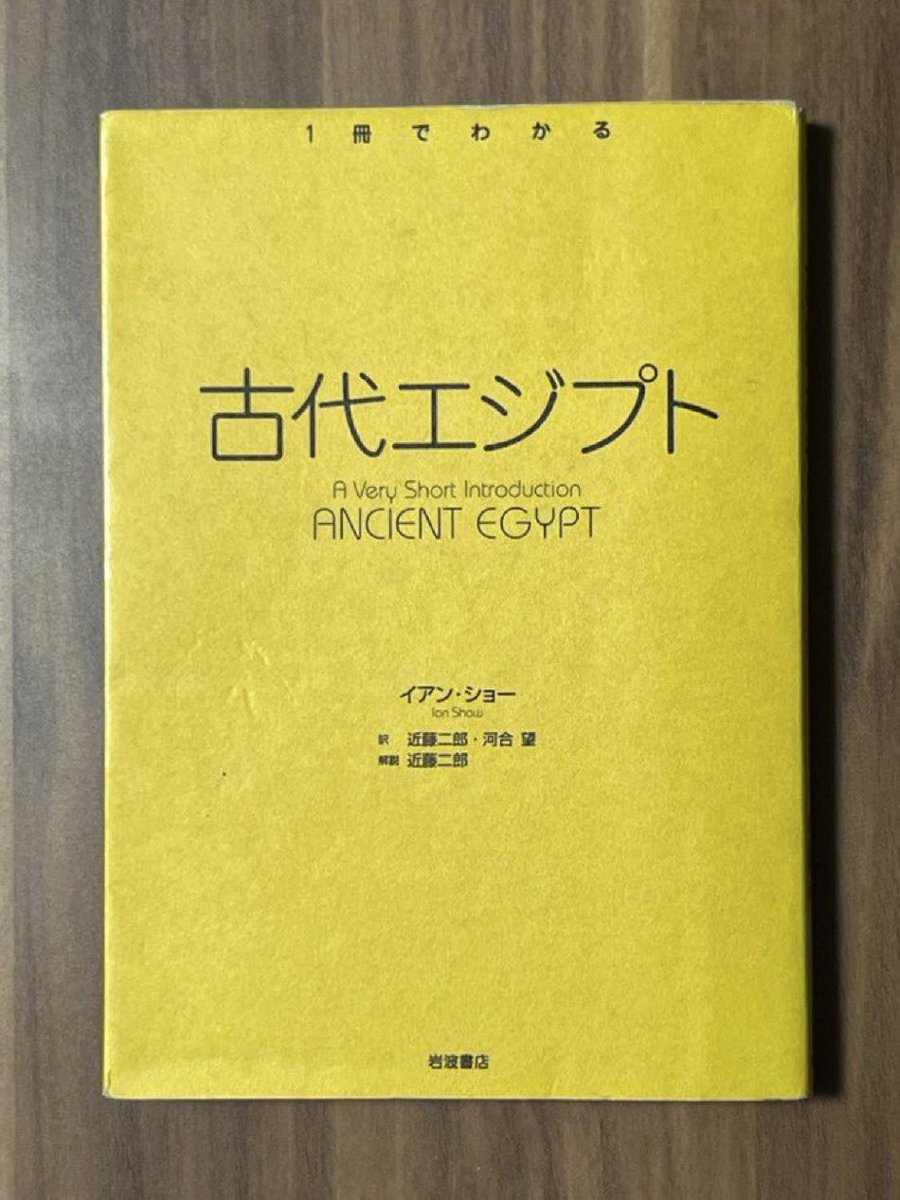 1冊でわかる
古代エジプト
A Very Short Introduction
ANCIENT EGYPT
イアン・ショー
Ian Shaw
訳 近藤二郎・河合 望
解説 近藤二郎
岩波書店